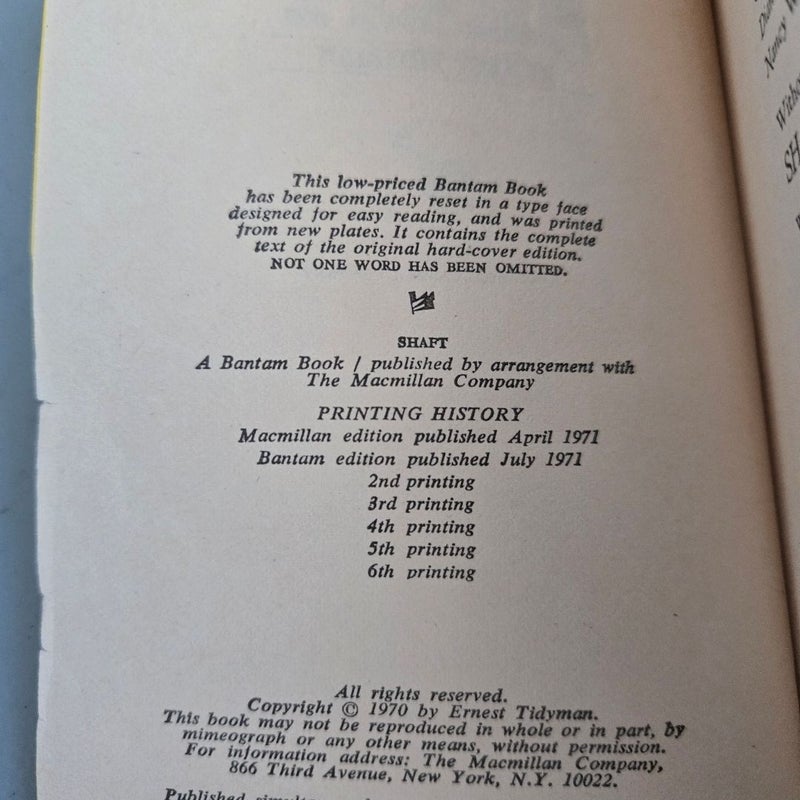 This low-priced Bantam Book
has been completely reset in a type face
designed for easy reading, and was printed
from new plates. It contains the complete
text of the original hard-cover edition.
NOT ONE WORD HAS BEEN OMITTED.
SHAFT
A Bantam Book / published by arrangement with
The Macmillan Company
PRINTING HISTORY
Macmillan edition published April 1971
Bantam edition published July 1971
2nd printing
3rd printing
4th printing
5th printing
6th printing
All rights reserved.
Copyright © 1970 by Ernest Tidyman.
This book may not be reproduced in whole or in part, by
mimeograph or any other means, without permission.
For information address: The Macmillan Company,
866 Third Avenue, New York, N.Y. 10022.
Published
Nancy